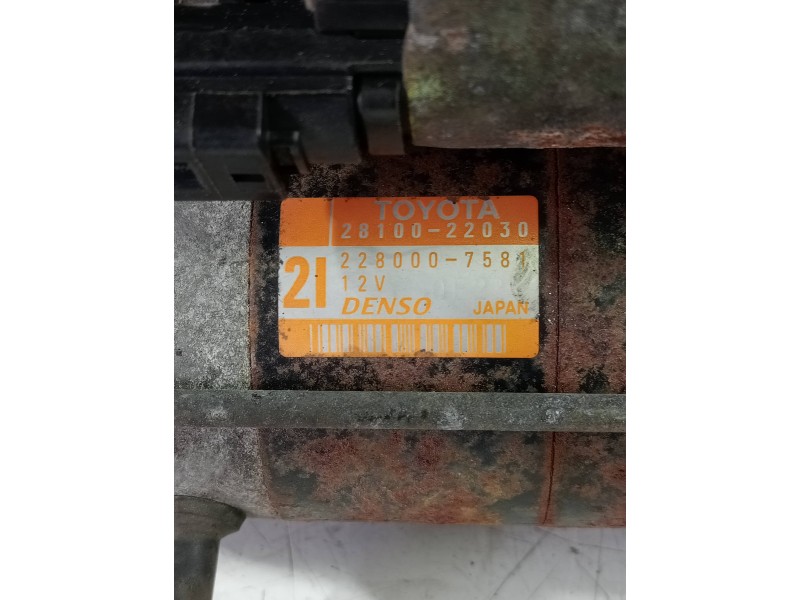 TOYOTA
28100-22030
228000-7581
21
12V
DENSO JAPAN